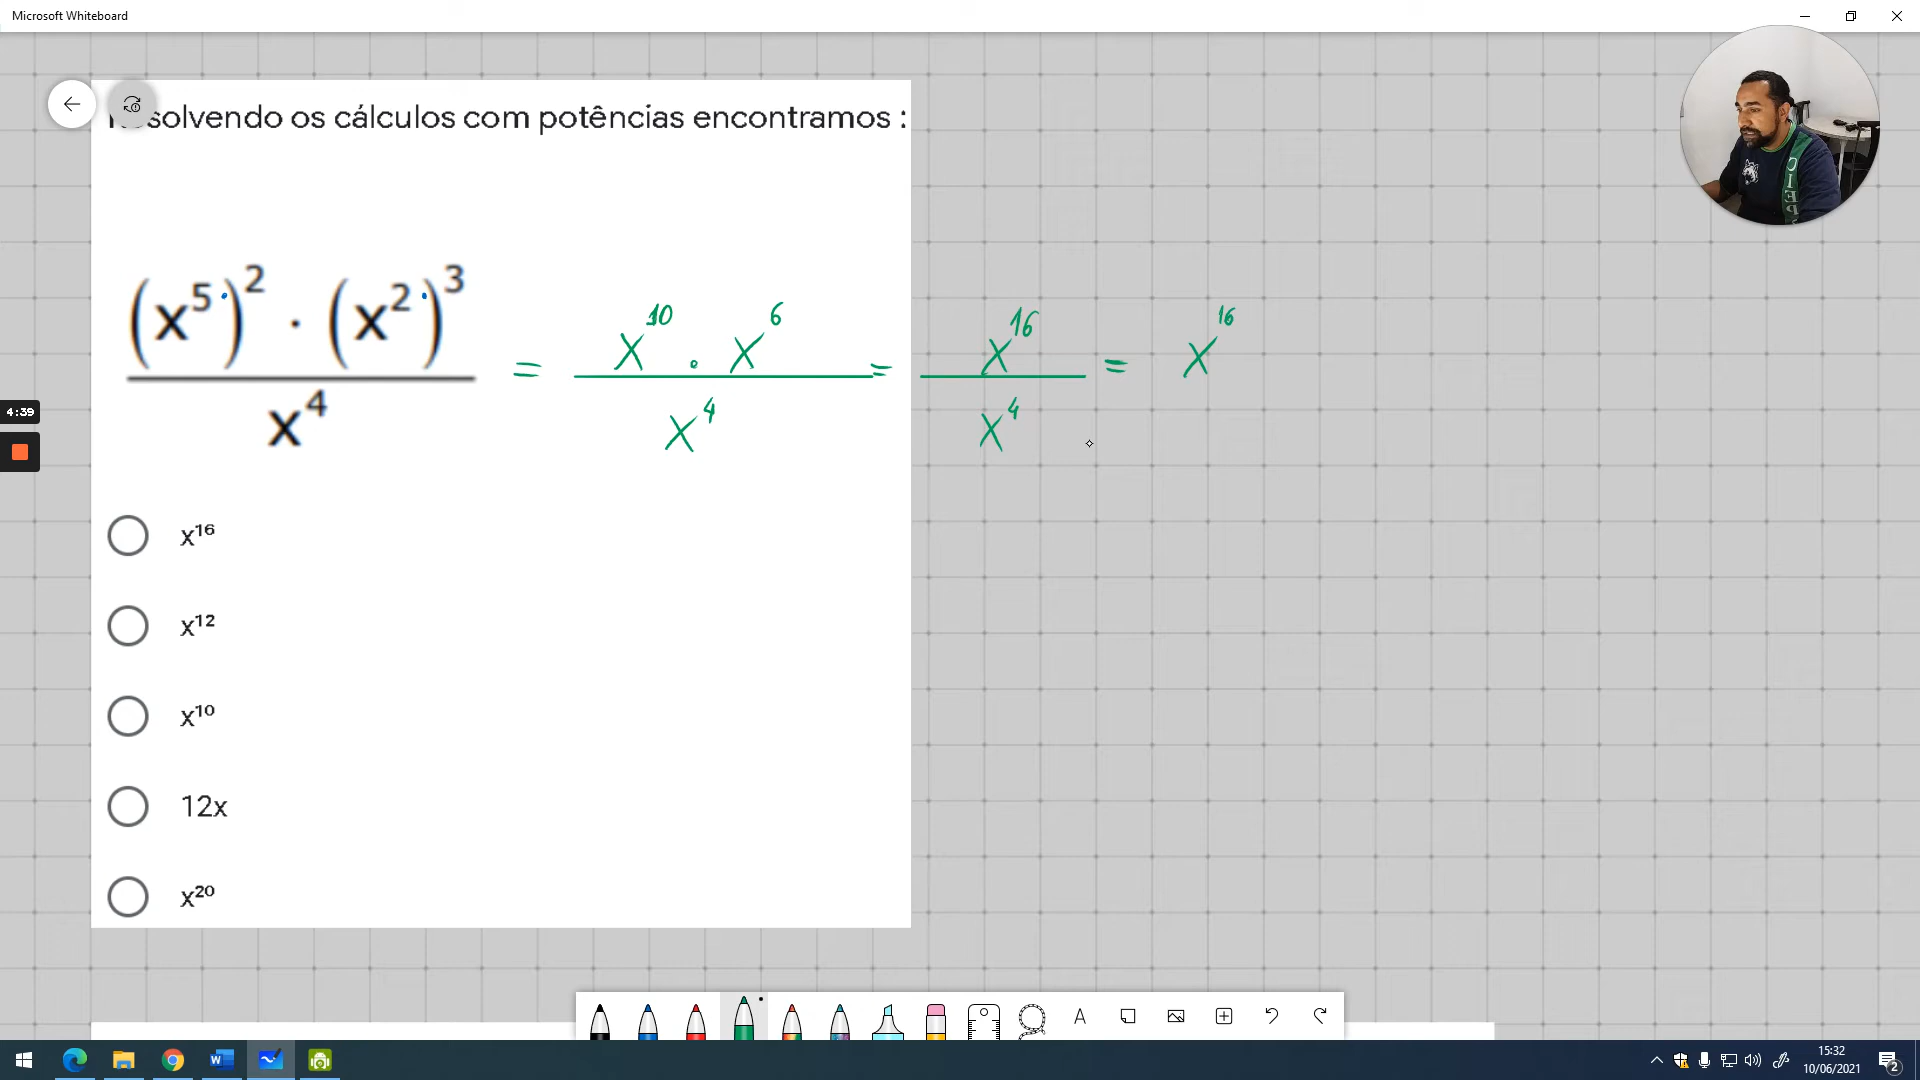 Microsoft Whiteboard
solvendo os cálculos com potências encontramos :
(x⁵)² · (x²)³ / x⁴ = x¹⁰ . x⁶ / x⁴ = x¹⁶ / x⁴ = x¹⁶
4:39
x¹⁶
x¹²
x¹⁰
12x
x²⁰
A
W
15:32
10/06/2021
2